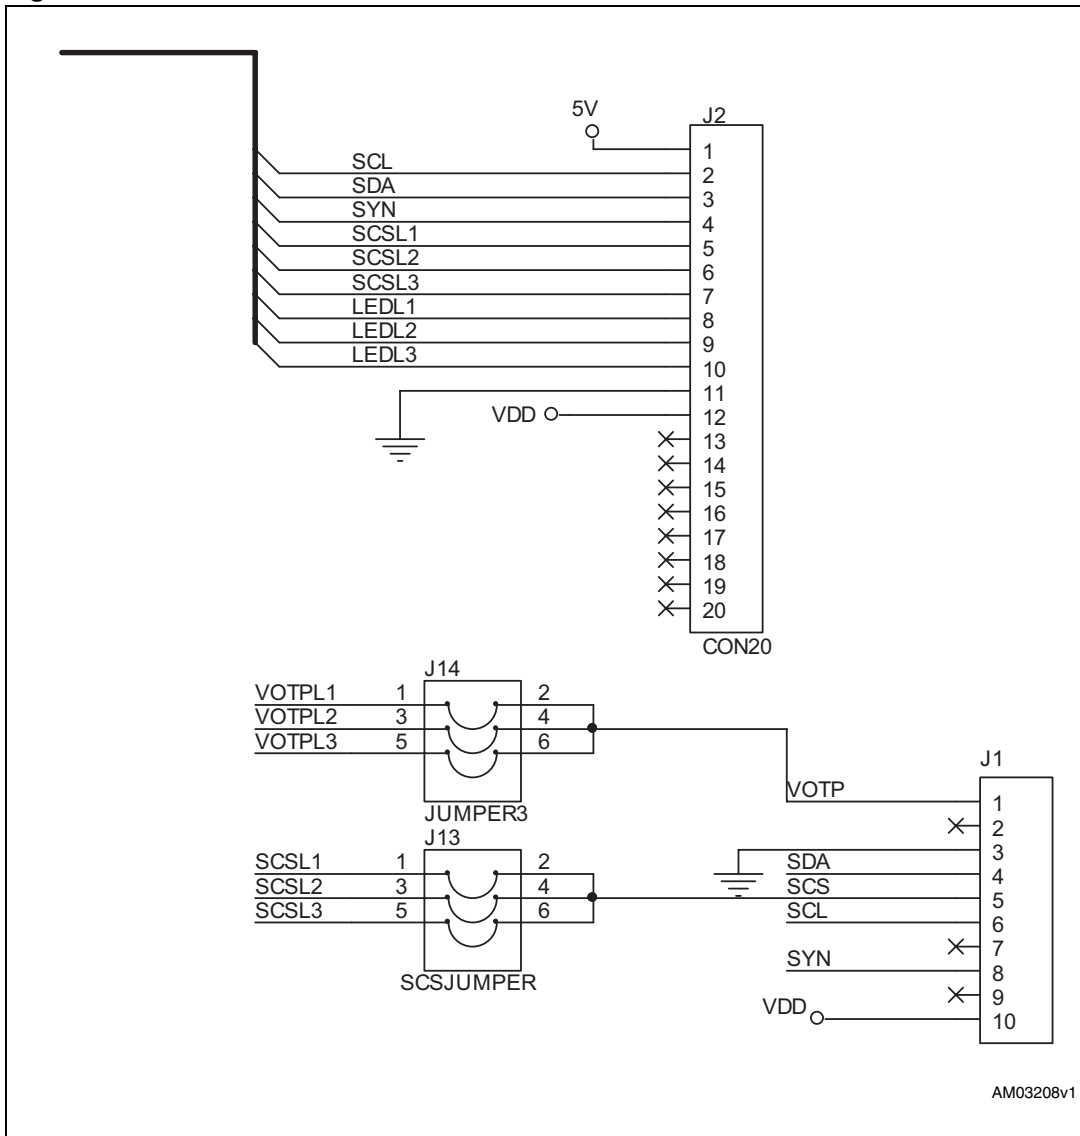 5V
J2
1
SCL
2
SDA
3
SYN
4
SCSL1
5
SCSL2
6
SCSL3
7
LEDL1
8
LEDL2
9
LEDL3
10
11
VDD
12
13
14
15
16
17
18
19
20
CON20
J14
VOTPL1 1 2
VOTPL2 3 4
VOTPL3 5 6
JUMPER3
J13
SCSL1 1 2
SCSL2 3 4
SCSL3 5 6
SCSJUMPER
J1
VOTP
1
2
3
SDA
4
SCS
5
SCL
6
7
SYN
8
9
VDD
10
AM03208v1